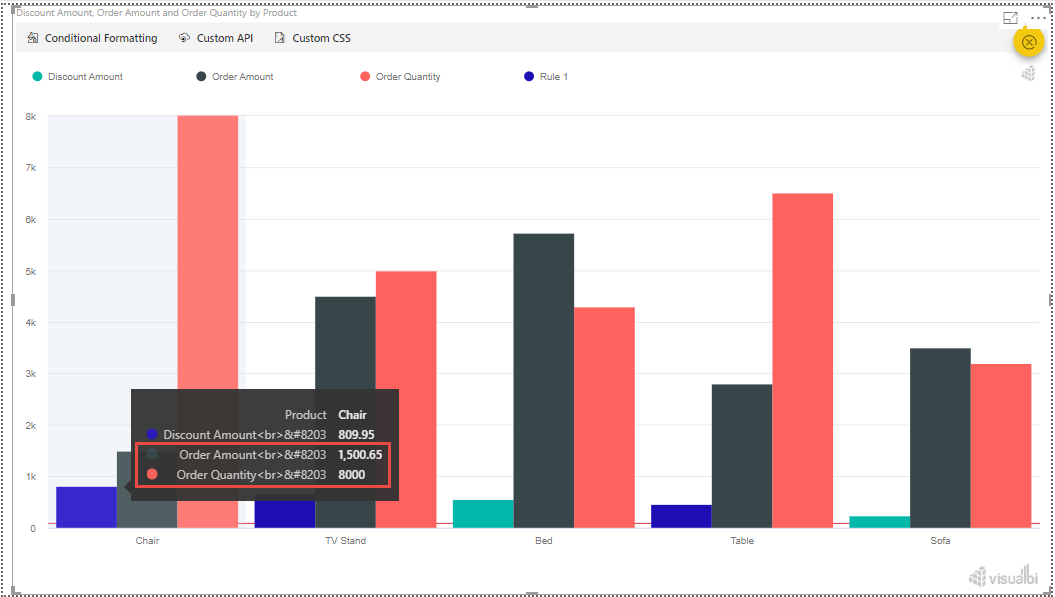 Discount Amount, Order Amount and Order Quantity by Product
Conditional Formatting Custom API Custom CSS
Discount Amount Order Amount Order Quantity Rule 1
8k
7k
6k
5k
4k
3k
2k
1k
0
Product Chair
Discount Amount<br>&#8203 809.95
Order Amount<br>&#8203 1,500.65
Order Quantity<br>&#8203 8000
Chair TV Stand Bed Table Sofa
visualbi